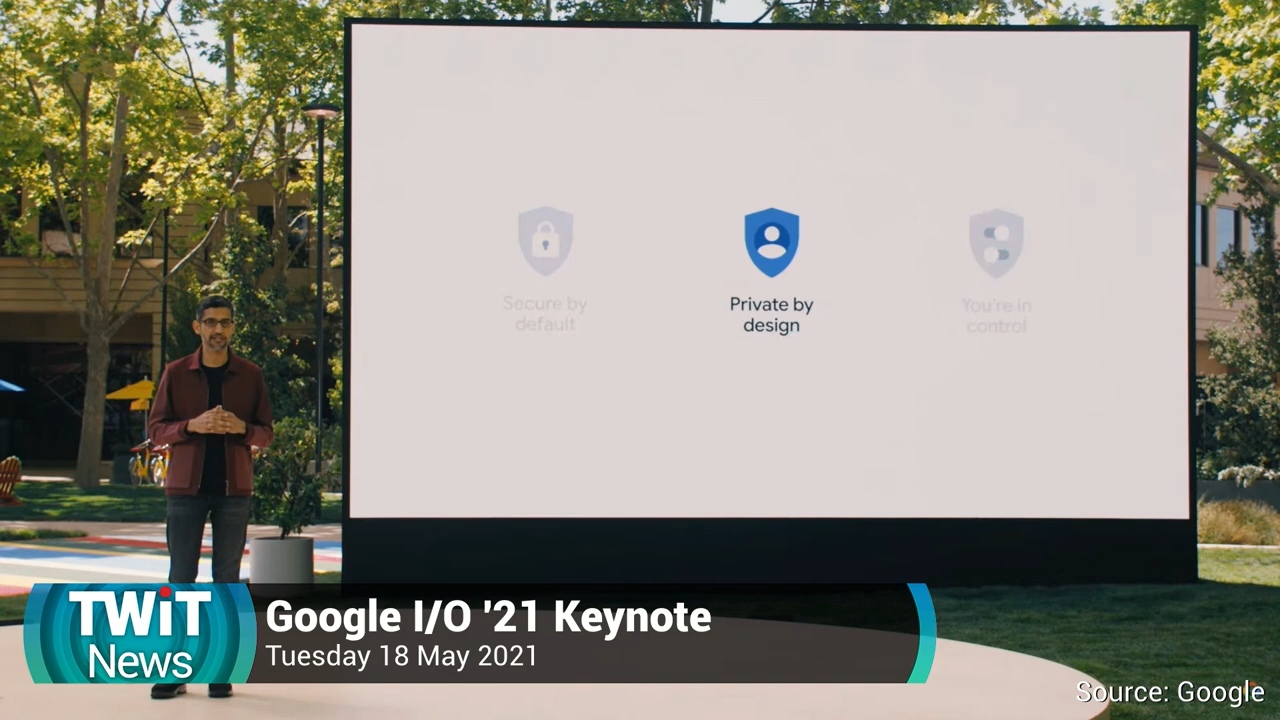 Secure by
default
Private by
design
You're in
control
TWiT
News
Google I/O '21 Keynote
Tuesday 18 May 2021
Source: Google